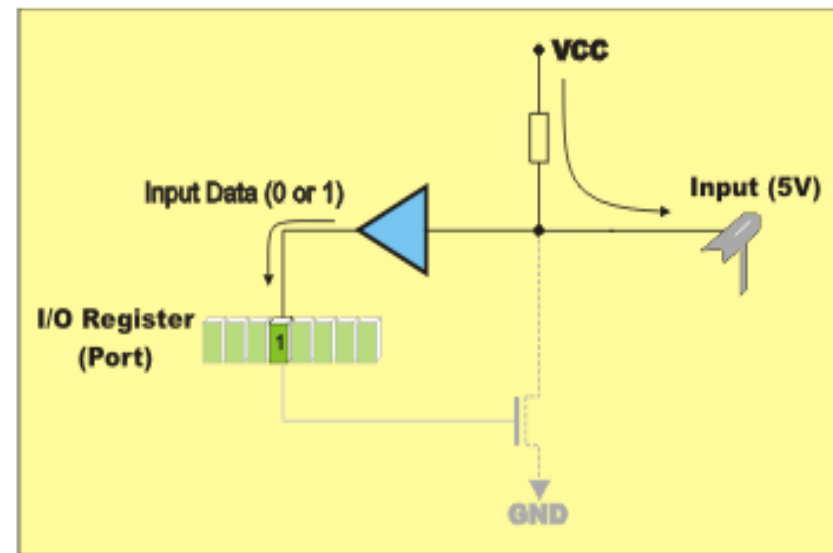 VCC
Input (5V)
Input Data (0 or 1)
I/O Register
(Port)
1
GND